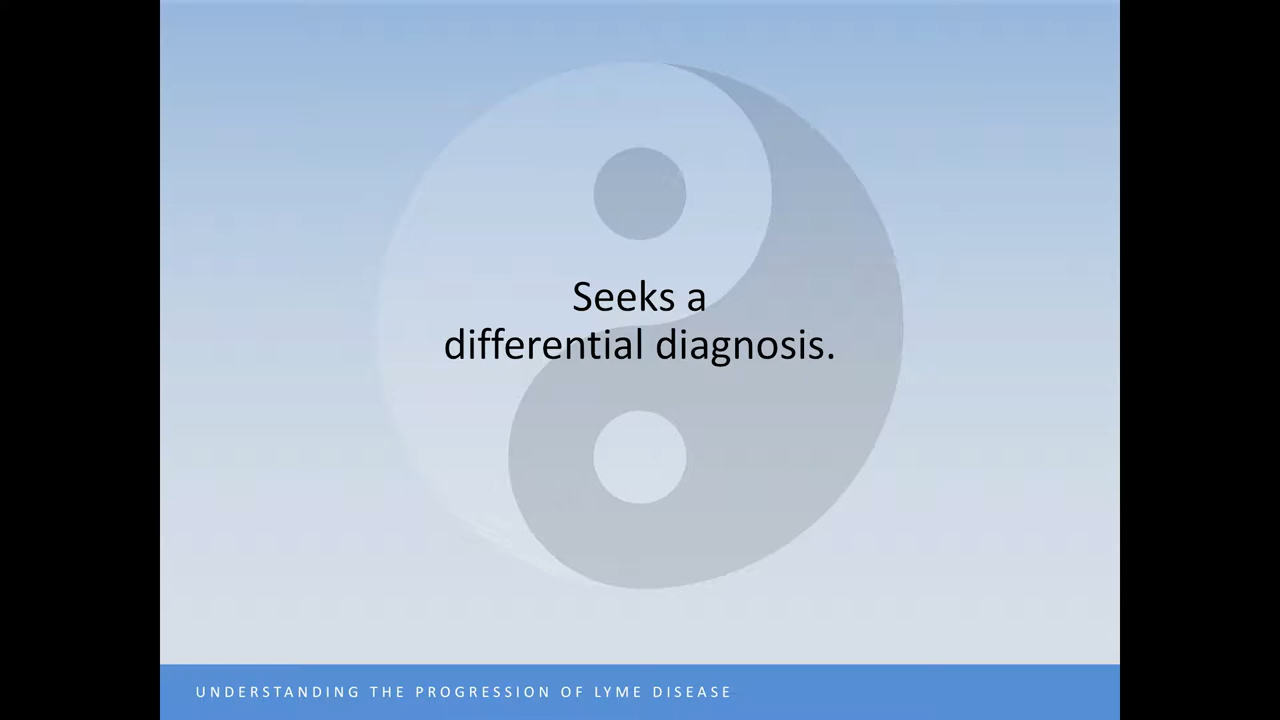 Seeks a
differential diagnosis.
UNDERSTANDING THE PROGRESSION OF LYME DISEASE